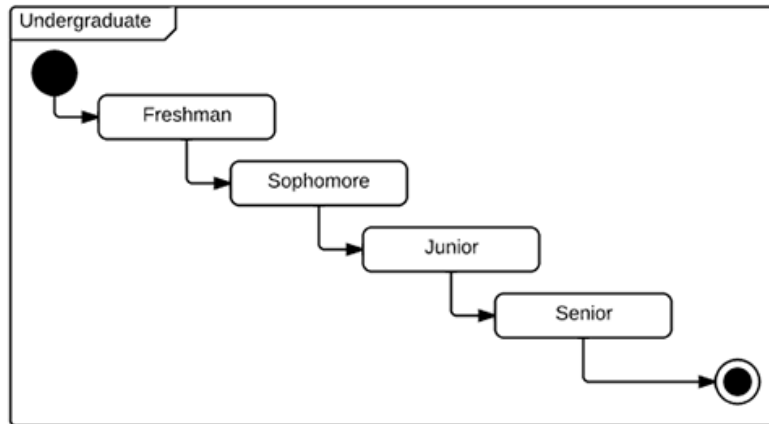 Undergraduate
Freshman
Sophomore
Junior
Senior